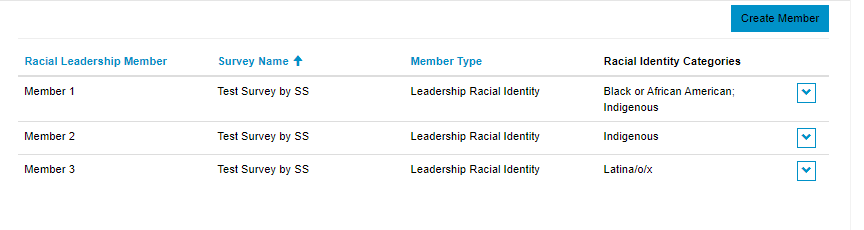 Create Member
Racial Leadership Member Survey Name Member Type Racial Identity Categories
Member 1 Test Survey by SS Leadership Racial Identity Black or African American;
Indigenous
Member 2 Test Survey by SS Leadership Racial Identity Indigenous
Member 3 Test Survey by SS Leadership Racial Identity Latina/o/x